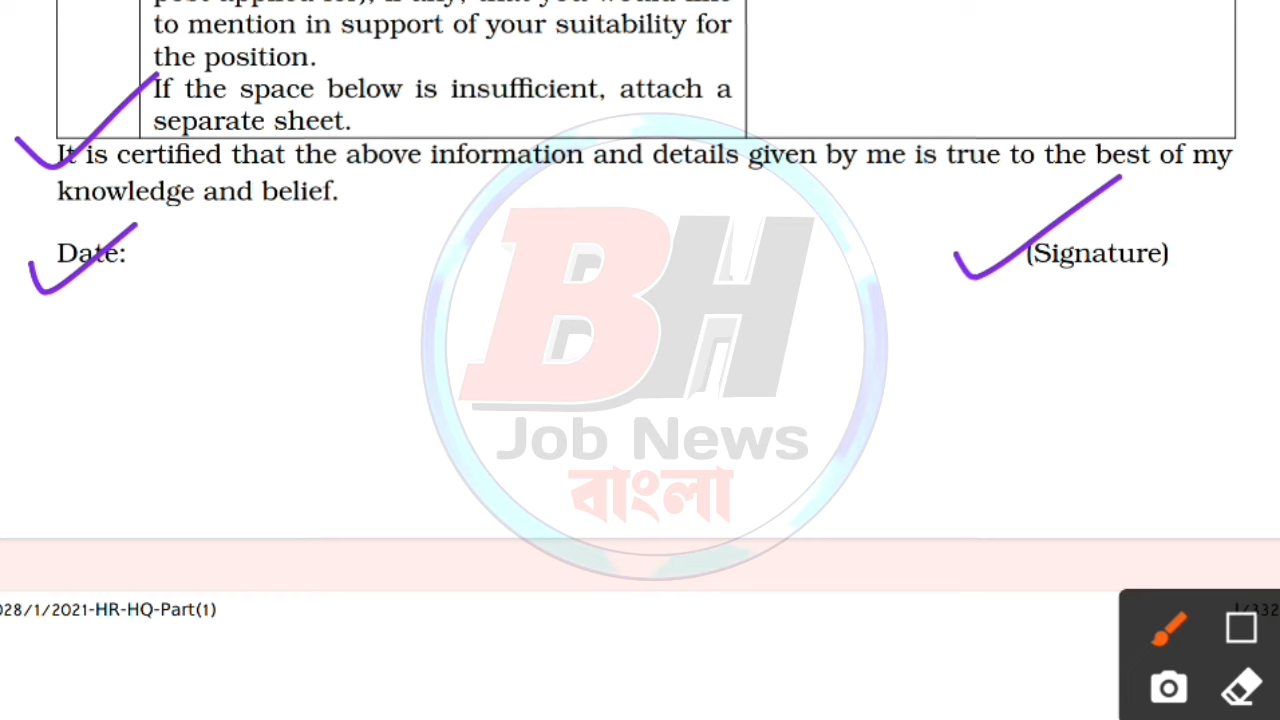 to mention in support of your suitability for
the position.
If the space below is insufficient, attach a
separate sheet.
It is certified that the above information and details given by me is true to the best of my
knowledge and belief.
Date: (Signature)
BH
Job News
বাংলা
028/1/2021-HR-HQ-Part(1)